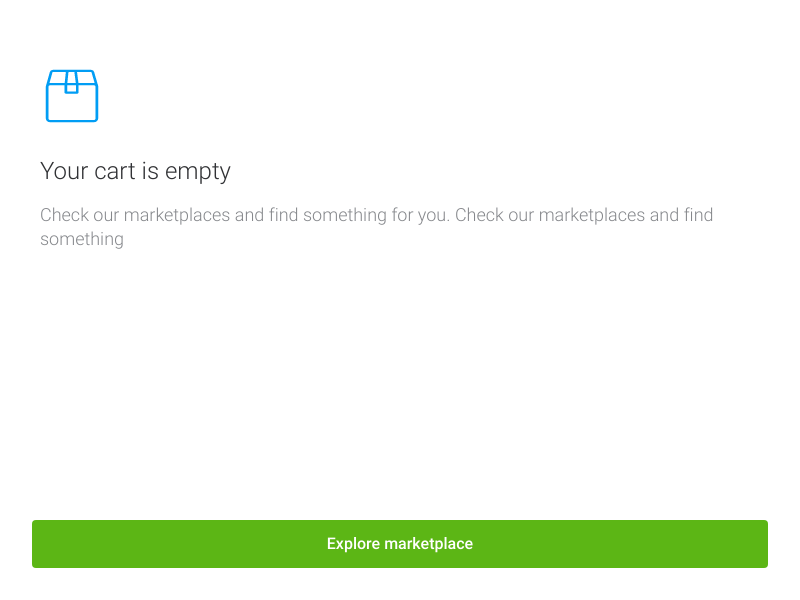 Your cart is empty
Check our marketplaces and find something for you. Check our marketplaces and find
something
Explore marketplace